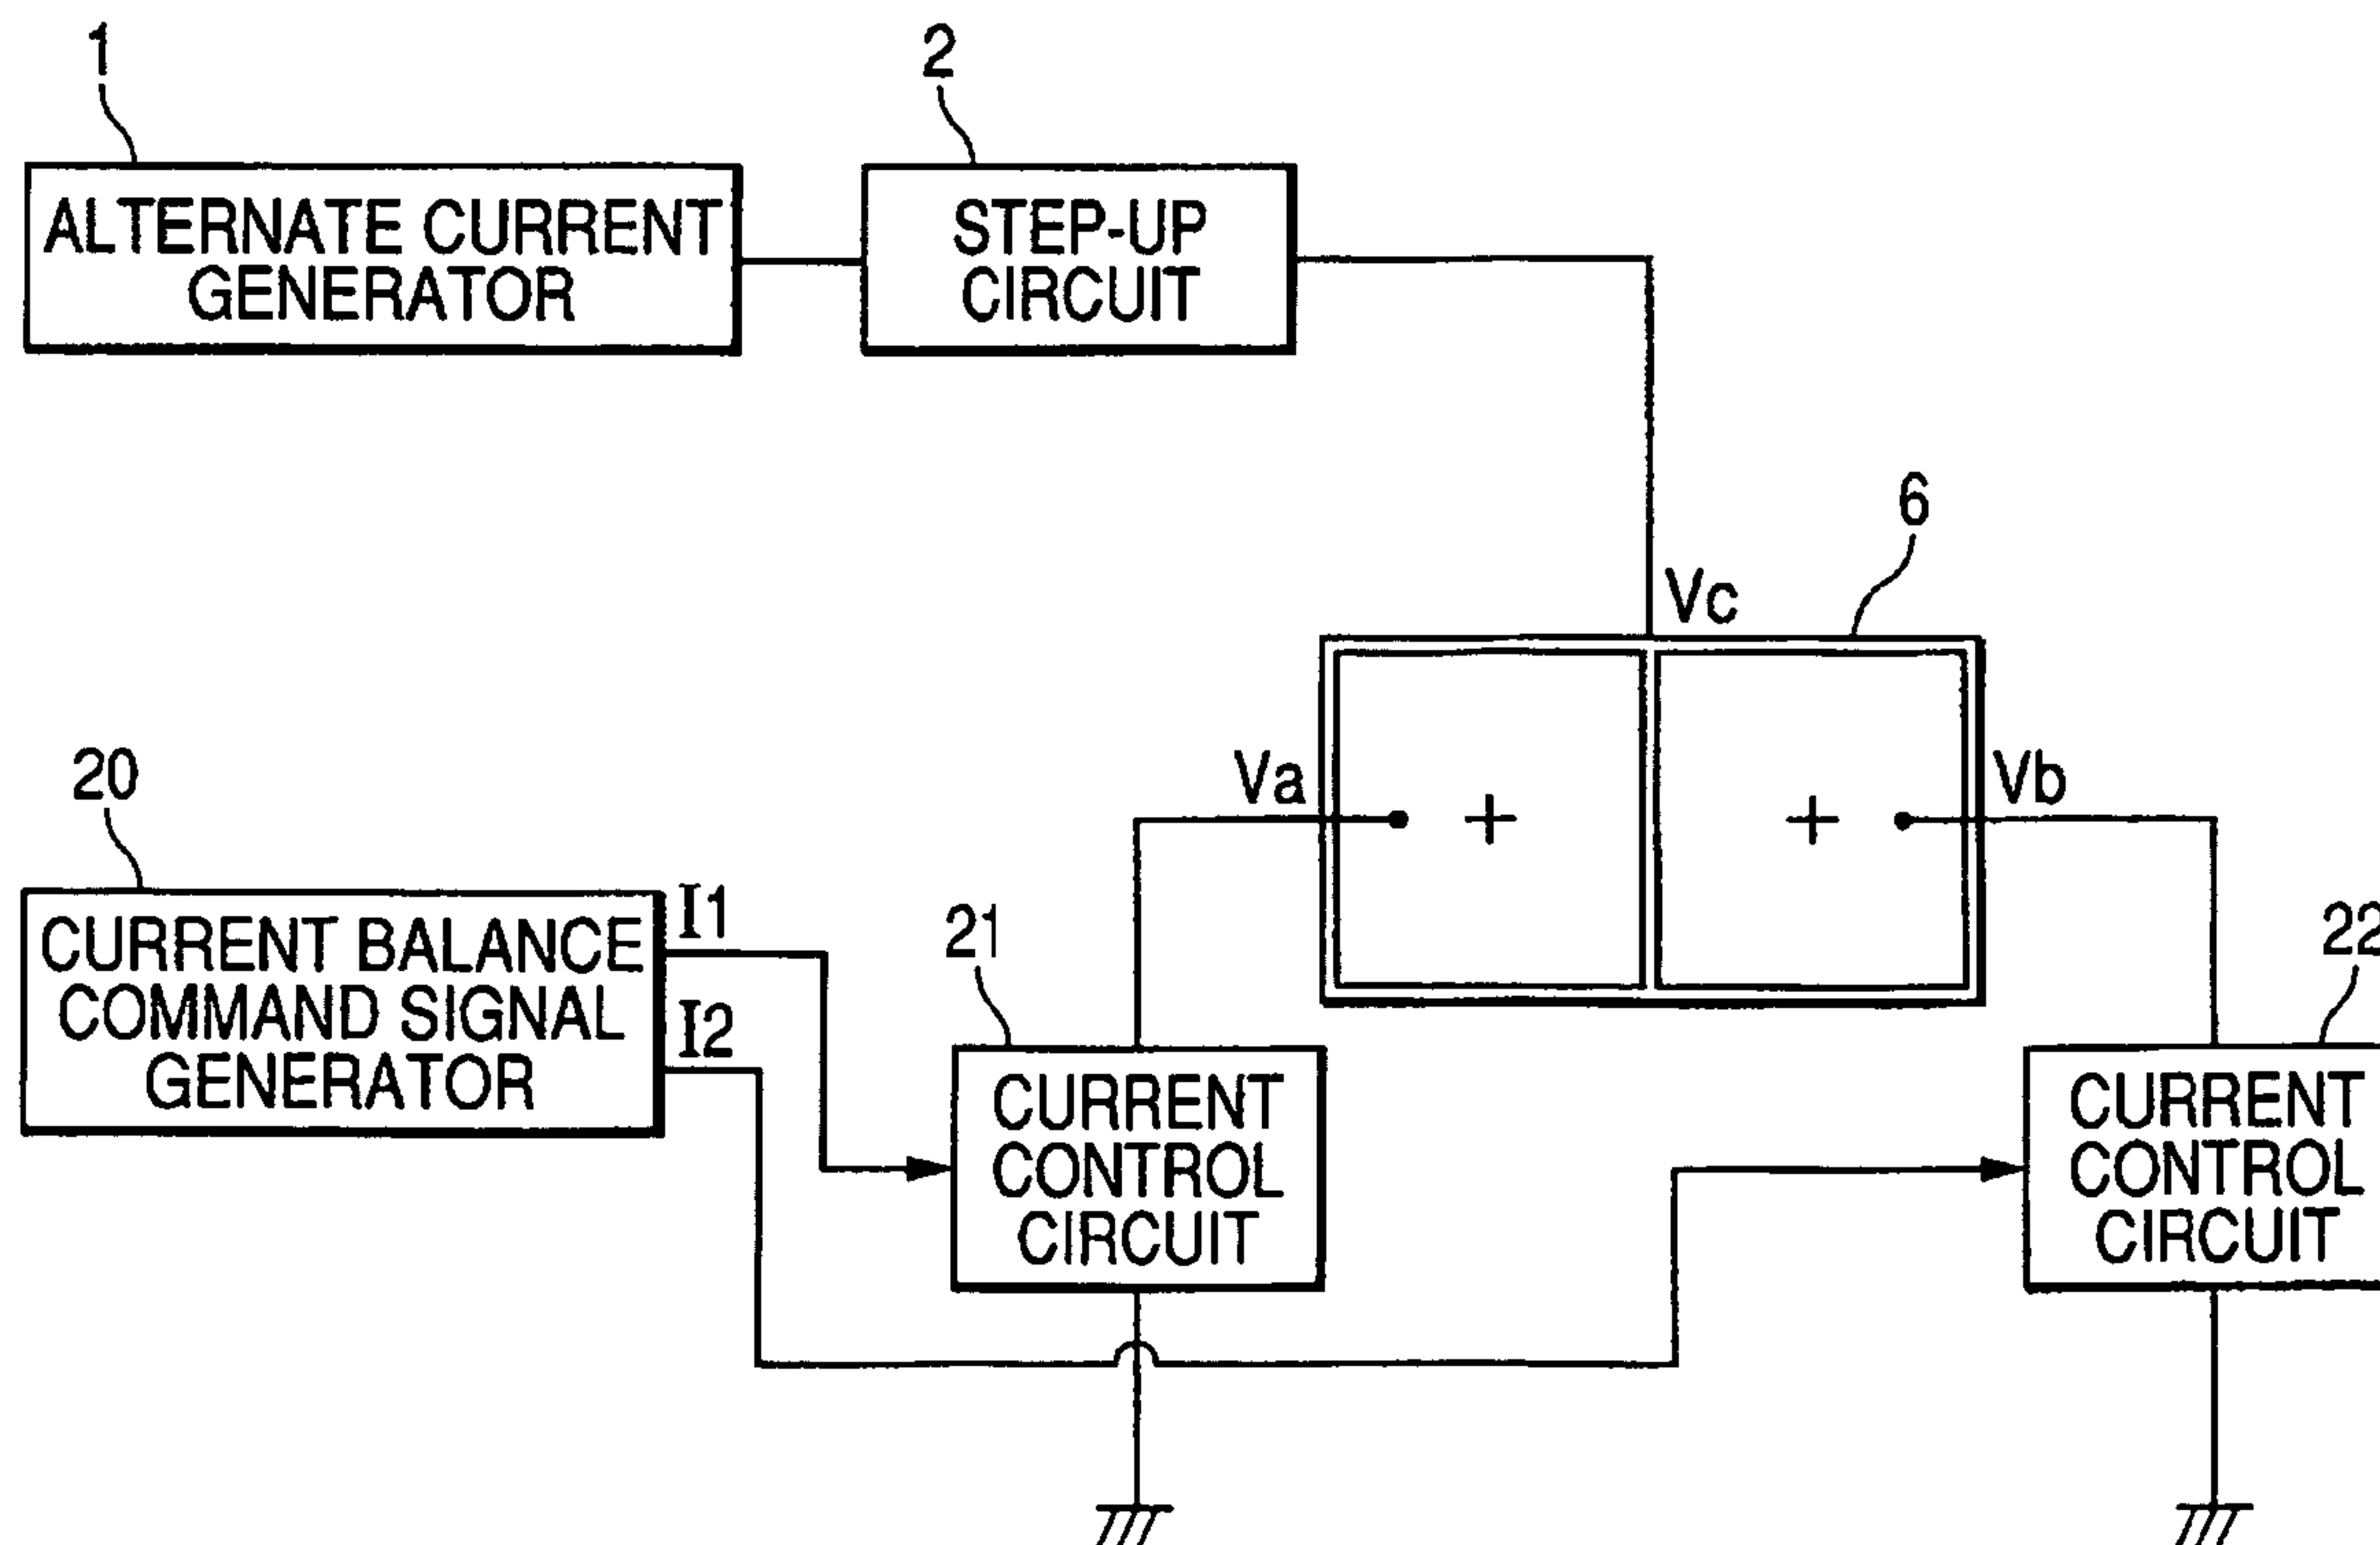 1
2
ALTERNATE CURRENT
GENERATOR
STEP-UP
CIRCUIT
6
Vc
Va
Vb
20
CURRENT BALANCE
COMMAND SIGNAL
GENERATOR
I1
I2
21
22
CURRENT
CONTROL
CIRCUIT
CURRENT
CONTROL
CIRCUIT